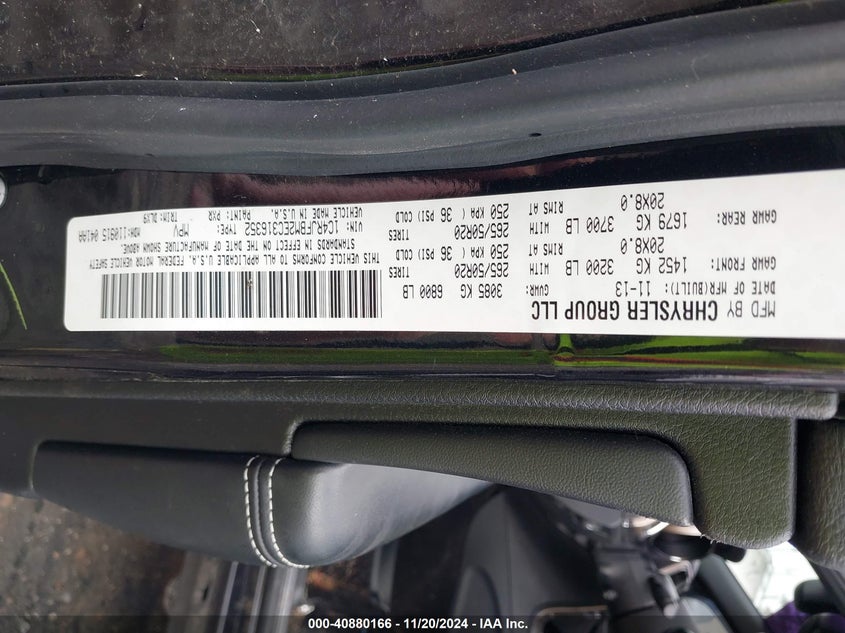 MFD BY CHRYSLER GROUP LLC
DATE OF MFR(BUILT): 11-13 GVWR: 3085 KG 6800 LB
GAWR FRONT: 1452 KG 3200 LB WITH 265/50R20 TIRES
20X8.0 RIMS AT 250 KPA ( 36 PSI) COLD
GAWR REAR: 1679 KG 3700 LB WITH 265/50R20 TIRES
20X8.0 RIMS AT 250 KPA ( 36 PSI) COLD
THIS VEHICLE CONFORMS TO ALL APPLICABLE FEDERAL MOTOR VEHICLE SAFETY
STANDARDS IN EFFECT IN U.S.A. ON THE DATE OF MANUFACTURE SHOWN ABOVE.
VIN: 1C4RJFBM2EC316352 TYPE: MPV MDH:110815 041AA
VEHICLE MADE IN U.S.A. PAINT: PXR TRIM: DLX9
000-40880166 - 11/20/2024 - IAA Inc.